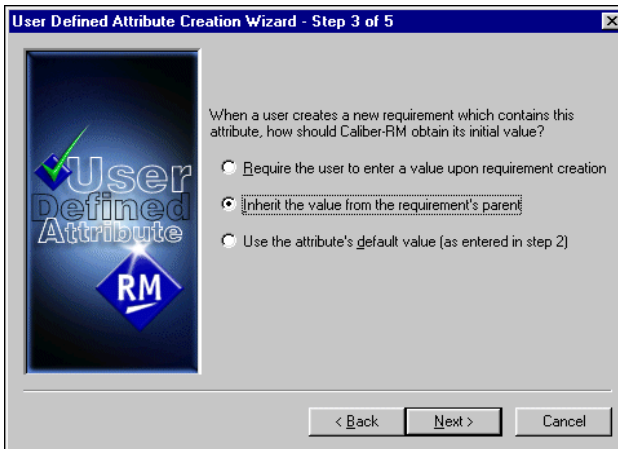 User Defined Attribute Creation Wizard - Step 3 of 5
User
Defined
Attribute
RM
When a user creates a new requirement which contains this
attribute, how should Caliber-RM obtain its initial value?
Require the user to enter a value upon requirement creation
Inherit the value from the requirement's parent
Use the attribute's default value (as entered in step 2)
< Back
Next >
Cancel